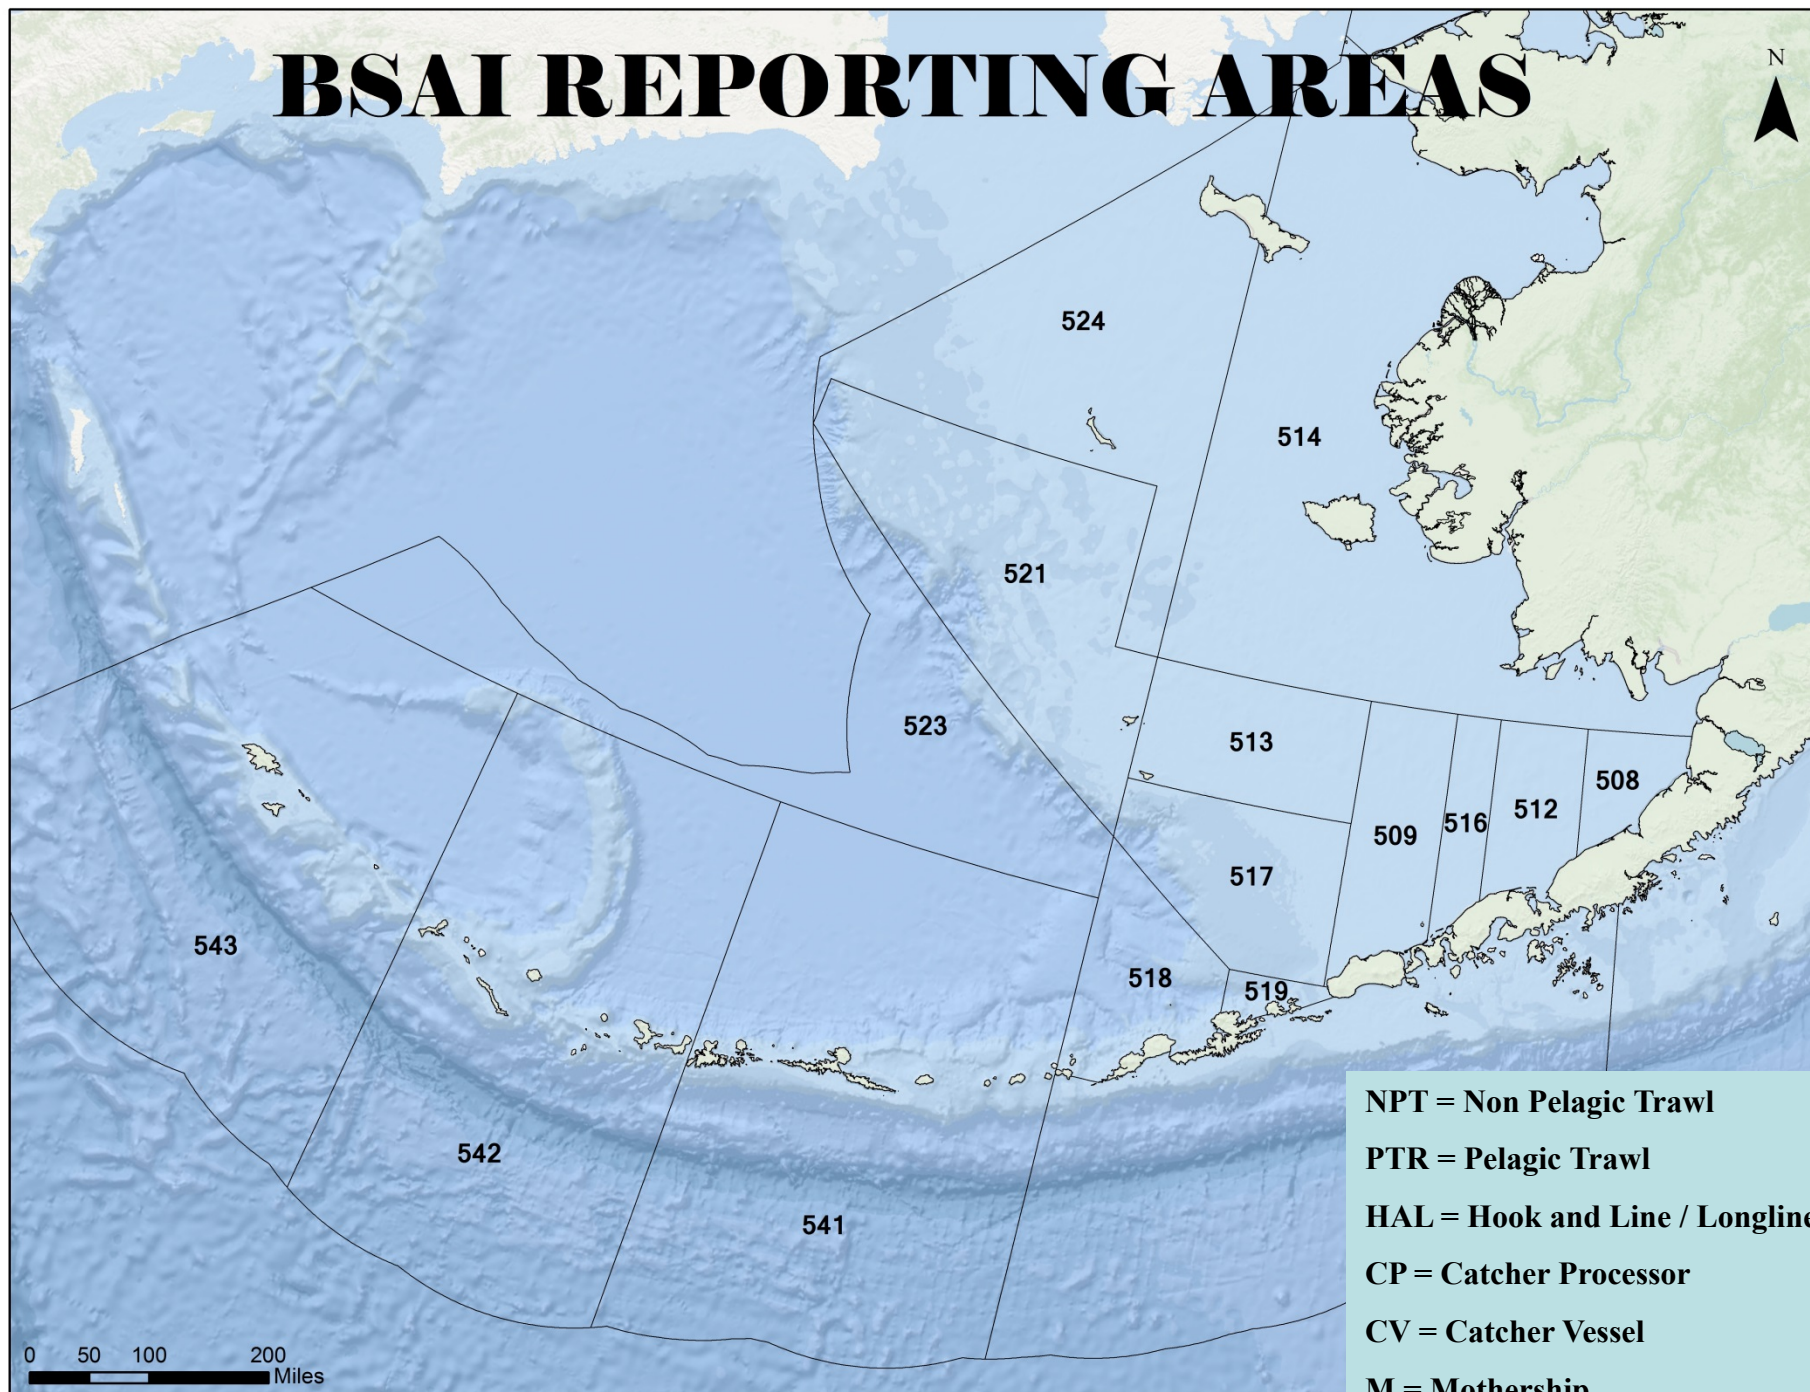 BSAI REPORTING AREAS
N
524
514
521
523
513
508
512
516
509
517
543
518
519
542
541
NPT = Non Pelagic Trawl
PTR = Pelagic Trawl
HAL = Hook and Line / Longline
CP = Catcher Processor
CV = Catcher Vessel
M = Mothership
0 50 100 200
Miles